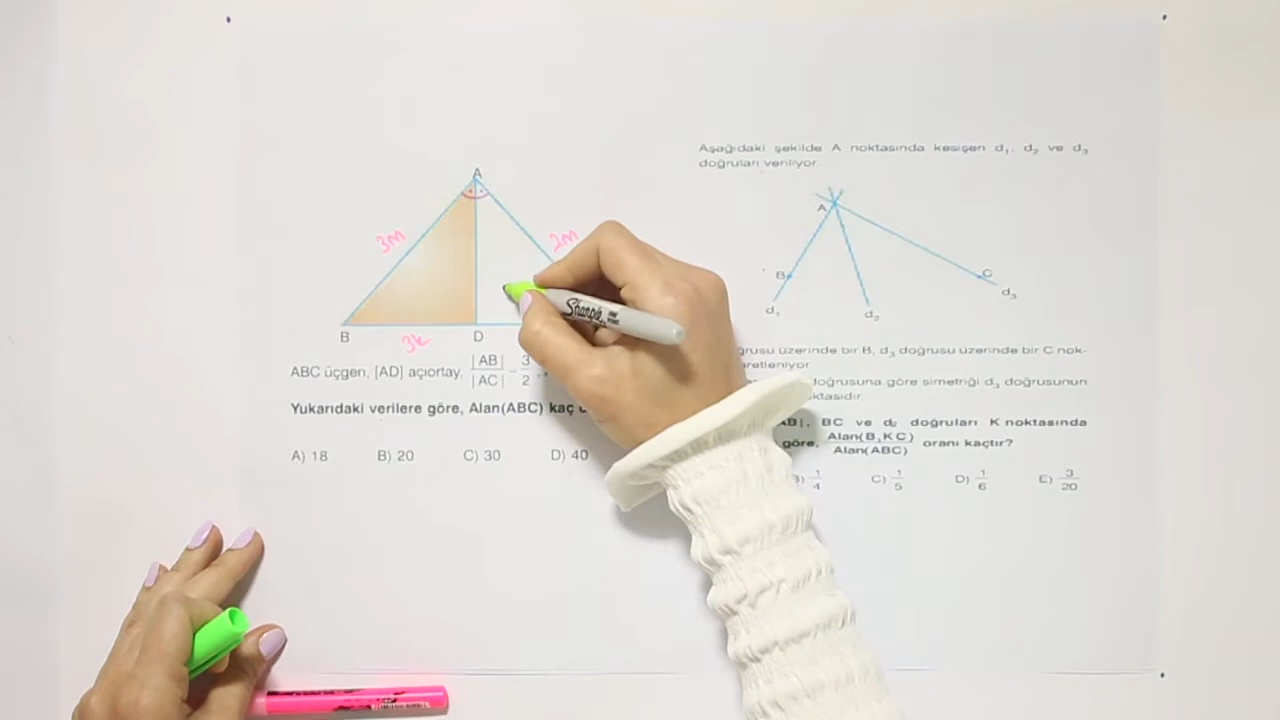 A
3M
2M
B
3k
D
ABC üçgen, [AD] açıortay, |AB| / |AC| = 3 / 2,
Yukarıdaki verilere göre, Alan(ABC) kaç
A) 18 B) 20 C) 30 D) 40
Sharpie
Aşağıdaki şekilde A noktasında kesişen d₁, d₂ ve d₃
doğruları veriliyor.
A
B
C
d₁
d₂
d₃
üzerinde bir B, d₃ doğrusu üzerinde bir C nok-
doğrusuna göre simetriği d₃ doğrusunun
BC ve d₂ doğruları K noktasında
göre, Alan(B₁KC) / Alan(ABC) oranı kaçtır?
1/4 C) 1/5 D) 1/6 E) 3/20